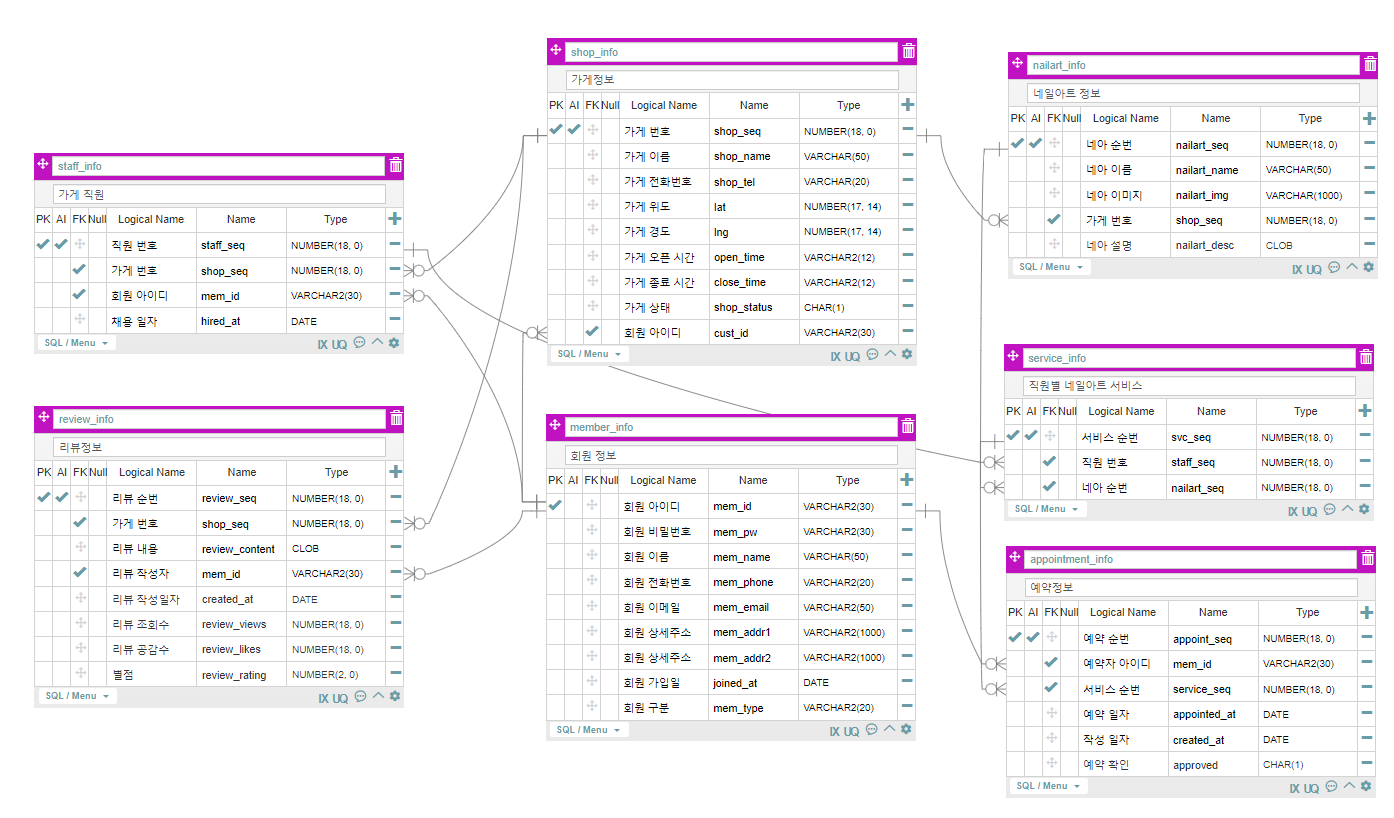 shop_info
가게정보
PK AI FK Null Logical Name Name Type
가게 번호 shop_seq NUMBER(18, 0)
가게 이름 shop_name VARCHAR(50)
가게 전화번호 shop_tel VARCHAR(20)
가게 위도 lat NUMBER(17, 14)
가게 경도 lng NUMBER(17, 14)
가게 오픈 시간 open_time VARCHAR2(12)
가게 종료 시간 close_time VARCHAR2(12)
가게 상태 shop_status CHAR(1)
회원 아이디 cust_id VARCHAR2(30)
SQL / Menu IX UQ
nailart_info
네일아트 정보
PK AI FK Null Logical Name Name Type
네아 순번 nailart_seq NUMBER(18, 0)
네아 이름 nailart_name VARCHAR(50)
네아 이미지 nailart_img VARCHAR(1000)
가게 번호 shop_seq NUMBER(18, 0)
네아 설명 nailart_desc CLOB
SQL / Menu IX UQ
staff_info
가게 직원
PK AI FK Null Logical Name Name Type
직원 번호 staff_seq NUMBER(18, 0)
가게 번호 shop_seq NUMBER(18, 0)
회원 아이디 mem_id VARCHAR2(30)
채용 일자 hired_at DATE
SQL / Menu IX UQ
service_info
직원별 네일아트 서비스
PK AI FK Null Logical Name Name Type
서비스 순번 svc_seq NUMBER(18, 0)
직원 번호 staff_seq NUMBER(18, 0)
네아 순번 nailart_seq NUMBER(18, 0)
SQL / Menu IX UQ
review_info
리뷰정보
PK AI FK Null Logical Name Name Type
리뷰 순번 review_seq NUMBER(18, 0)
가게 번호 shop_seq NUMBER(18, 0)
리뷰 내용 review_content CLOB
리뷰 작성자 mem_id VARCHAR2(30)
리뷰 작성일자 created_at DATE
리뷰 조회수 review_views NUMBER(18, 0)
리뷰 공감수 review_likes NUMBER(18, 0)
별점 review_rating NUMBER(2, 0)
SQL / Menu IX UQ
member_info
회원 정보
PK AI FK Null Logical Name Name Type
회원 아이디 mem_id VARCHAR2(30)
회원 비밀번호 mem_pw VARCHAR2(30)
회원 이름 mem_name VARCHAR(50)
회원 전화번호 mem_phone VARCHAR2(20)
회원 이메일 mem_email VARCHAR2(50)
회원 상세주소 mem_addr1 VARCHAR2(1000)
회원 상세주소 mem_addr2 VARCHAR2(1000)
회원 가입일 joined_at DATE
회원 구분 mem_type VARCHAR2(20)
SQL / Menu IX UQ
appointment_info
예약정보
PK AI FK Null Logical Name Name Type
예약 순번 appoint_seq NUMBER(18, 0)
예약자 아이디 mem_id VARCHAR2(30)
서비스 순번 service_seq NUMBER(18, 0)
예약 일자 appointed_at DATE
작성 일자 created_at DATE
예약 확인 approved CHAR(1)
SQL / Menu IX UQ